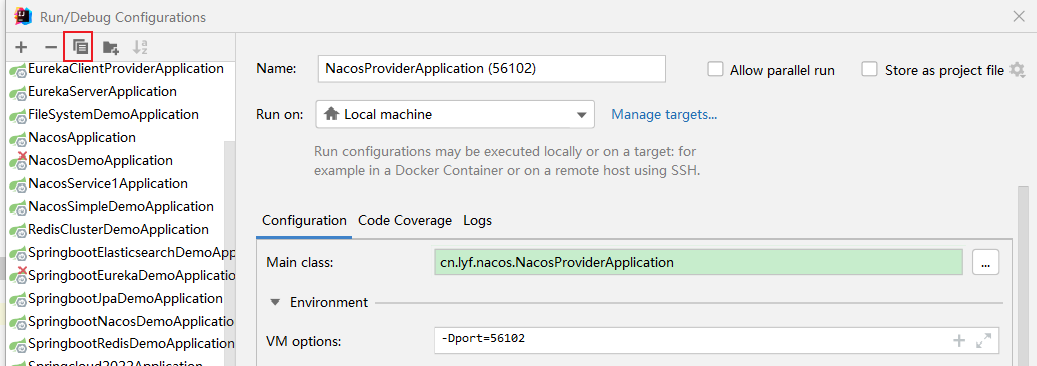 Run/Debug Configurations
EurekaClientProviderApplication
EurekaServerApplication
FileSystemDemoApplication
NacosApplication
NacosDemoApplication
NacosService1Application
NacosSimpleDemoApplication
RedisClusterDemoApplication
SpringbootElasticsearchDemoApp
SpringbootEurekaDemoApplication
SpringbootJpaDemoApplication
SpringbootNacosDemoApplicatio
SpringbootRedisDemoApplication
Springcloud2022Application
Name: NacosProviderApplication (56102) Allow parallel run Store as project file
Run on: Local machine Manage targets...
Run configurations may be executed locally or on a target: for
example in a Docker Container or on a remote host using SSH.
Configuration Code Coverage Logs
Main class: cn.lyf.nacos.NacosProviderApplication ...
Environment
VM options: -Dport=56102